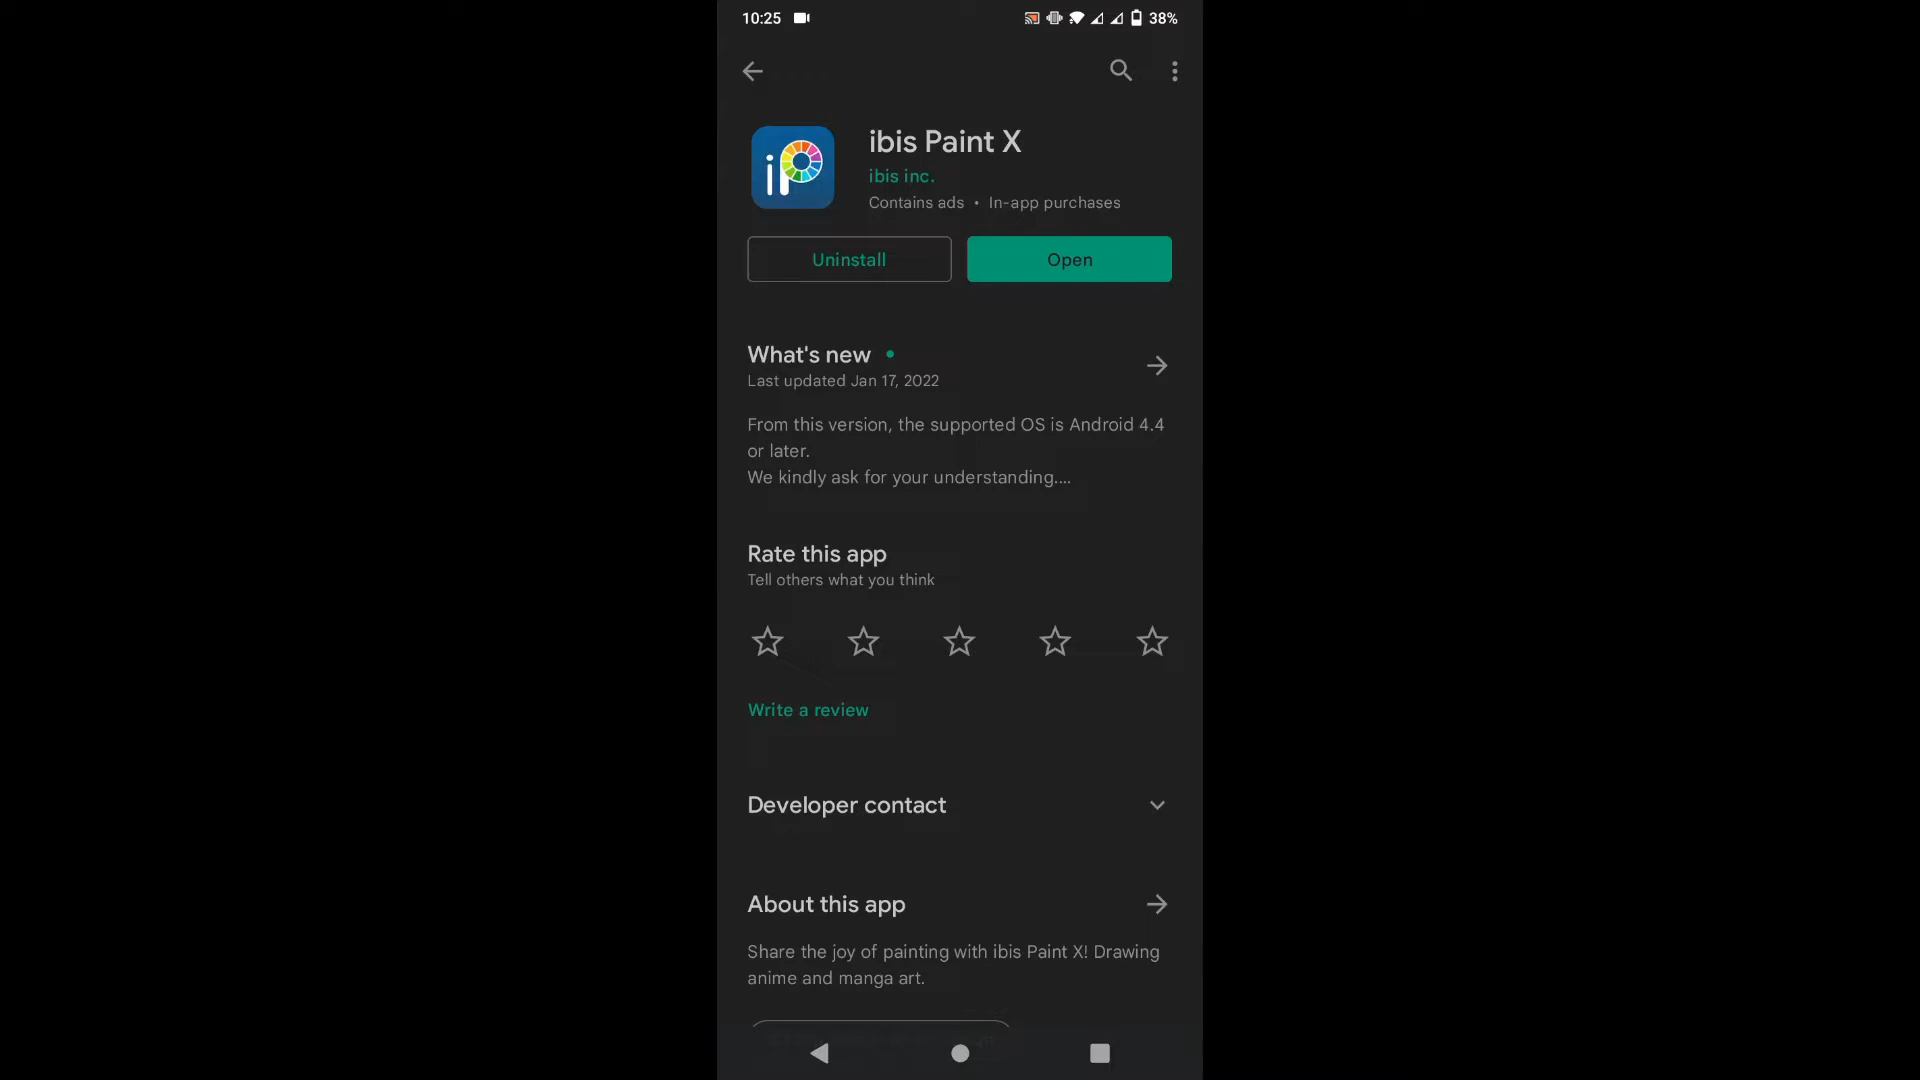 10:25
38%
iP
ibis Paint X
ibis inc.
Contains ads • In-app purchases
Uninstall
Open
What's new
Last updated Jan 17, 2022
From this version, the supported OS is Android 4.4
or later.
We kindly ask for your understanding....
Rate this app
Tell others what you think
Write a review
Developer contact
About this app
Share the joy of painting with ibis Paint X! Drawing
anime and manga art.